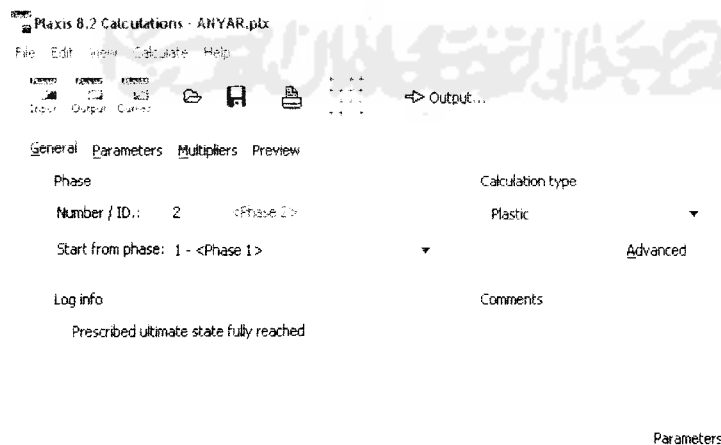 Plaxis 8.2 Calculations - ANYAR.plx
File Edit View Calculate Help
Input Output Curves Output...
General Parameters Multipliers Preview
Phase Calculation type
Number / ID.: 2 <Phase 2> Plastic
Start from phase: 1 - <Phase 1> Advanced
Log info Comments
Prescribed ultimate state fully reached
Parameters